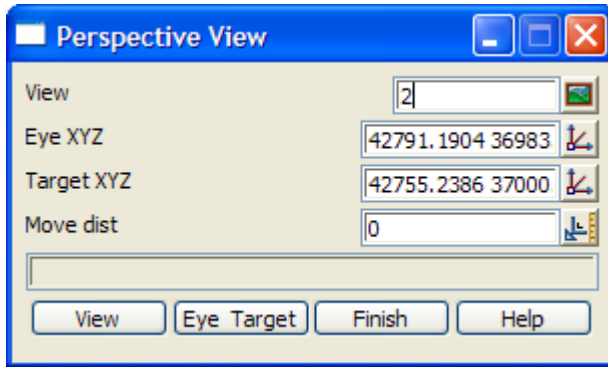 Perspective View
View 2
Eye XYZ 42791.1904 36983
Target XYZ 42755.2386 37000
Move dist 0
View Eye Target Finish Help